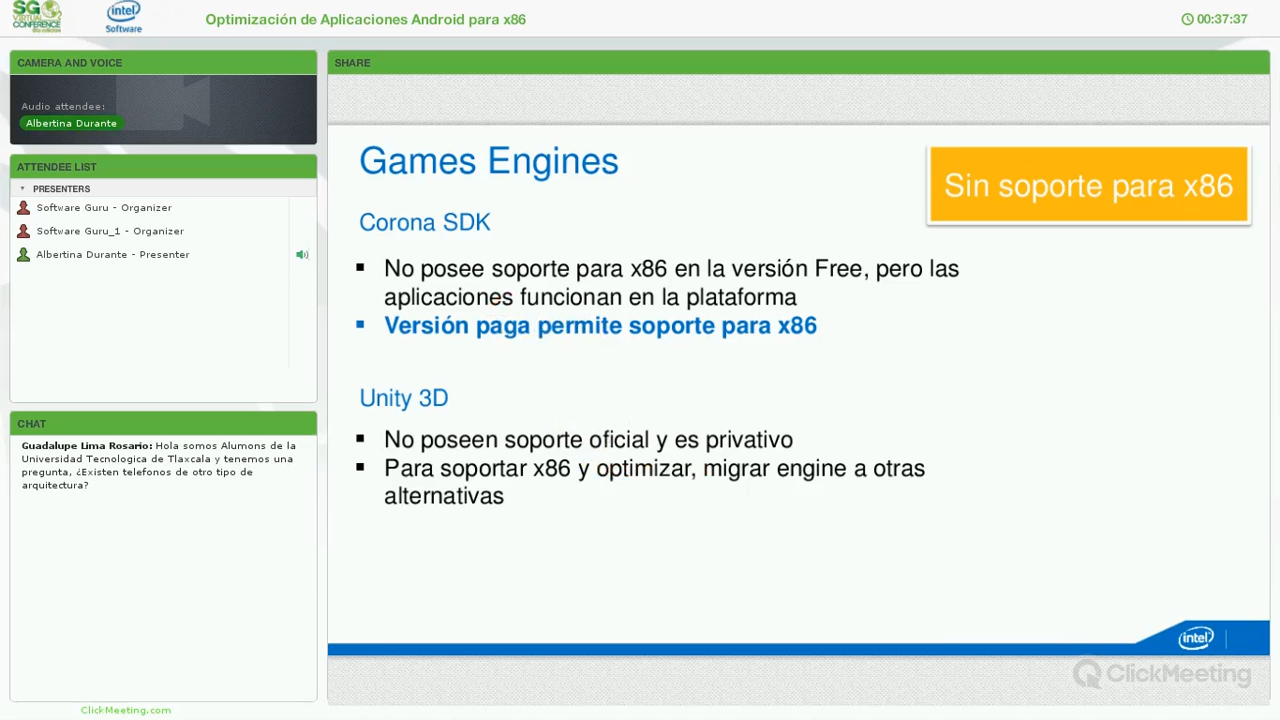 SG
VIRTUAL
CONFERENCE
intel
Software
Optimización de Aplicaciones Android para x86
00:37:37
CAMERA AND VOICE
Audio attendee:
Albertina Durante
ATTENDEE LIST
PRESENTERS
Software Guru - Organizer
Software Guru_1 - Organizer
Albertina Durante - Presenter
CHAT
Guadalupe Lima Rosario: Hola somos Alumons de la
Universidad Tecnologica de Tlaxcala y tenemos una
pregunta, ¿Existen telefonos de otro tipo de
arquitectura?
ClickMeeting.com
SHARE
Games Engines
Sin soporte para x86
Corona SDK
No posee soporte para x86 en la versión Free, pero las
aplicaciones funcionan en la plataforma
Versión paga permite soporte para x86
Unity 3D
No poseen soporte oficial y es privativo
Para soportar x86 y optimizar, migrar engine a otras
alternativas
intel
ClickMeeting